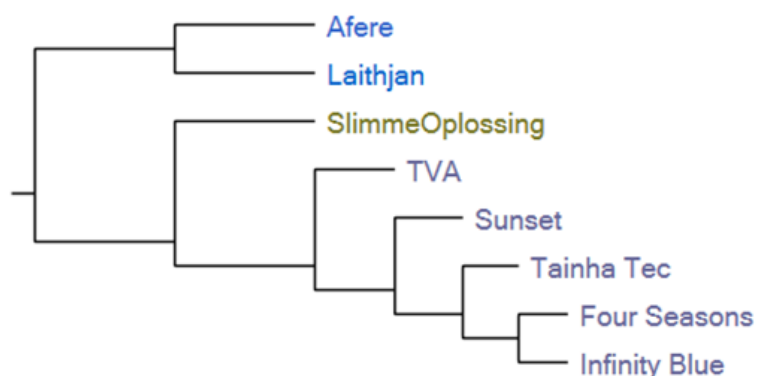 Afere
Laithjan
SlimmeOplossing
TVA
Sunset
Tainha Tec
Four Seasons
Infinity Blue